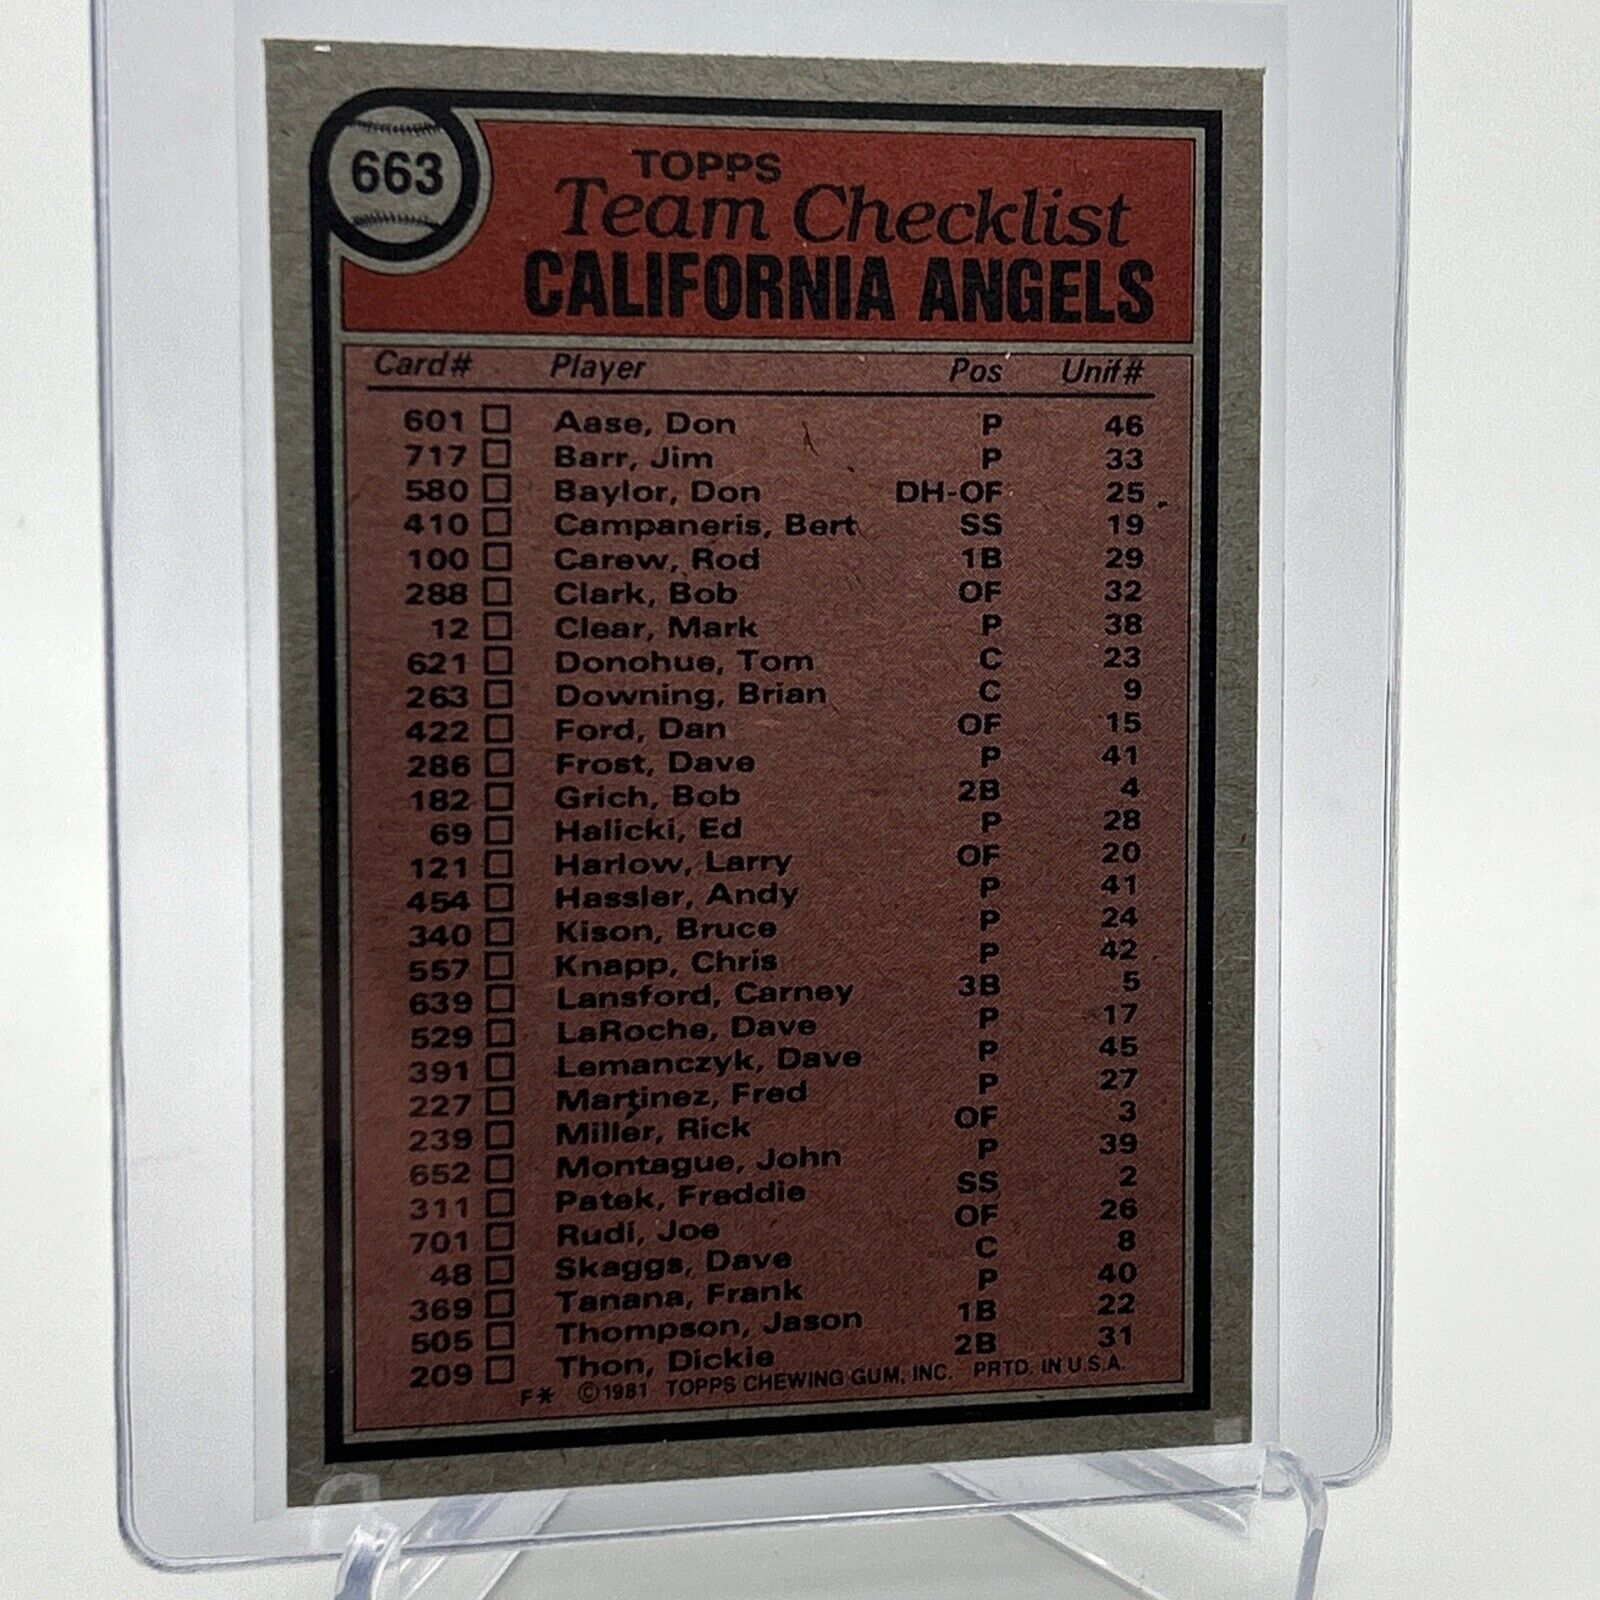 663
TOPPS
Team Checklist
CALIFORNIA ANGELS
Card# Player Pos Unif#
601 Aase, Don P 46
717 Barr, Jim P 33
580 Baylor, Don DH-OF 25
410 Campaneris, Bert SS 19
100 Carew, Rod 1B 29
288 Clark, Bob OF 32
12 Clear, Mark P 38
621 Donohue, Tom C 23
263 Downing, Brian C 9
422 Ford, Dan OF 15
286 Frost, Dave P 41
182 Grich, Bob 2B 4
69 Halicki, Ed P 28
121 Harlow, Larry OF 20
454 Hassler, Andy P 41
340 Kison, Bruce P 24
557 Knapp, Chris P 42
639 Lansford, Carney 3B 5
529 LaRoche, Dave P 17
391 Lemanczyk, Dave P 45
227 Martinez, Fred P 27
239 Miller, Rick OF 3
652 Montague, John P 39
311 Patek, Freddie SS 2
701 Rudi, Joe OF 26
48 Skaggs, Dave C 8
369 Tanana, Frank P 40
505 Thompson, Jason 1B 22
209 Thon, Dickie 2B 31
F* ©1981 TOPPS CHEWING GUM, INC. PRTD. IN U.S.A.